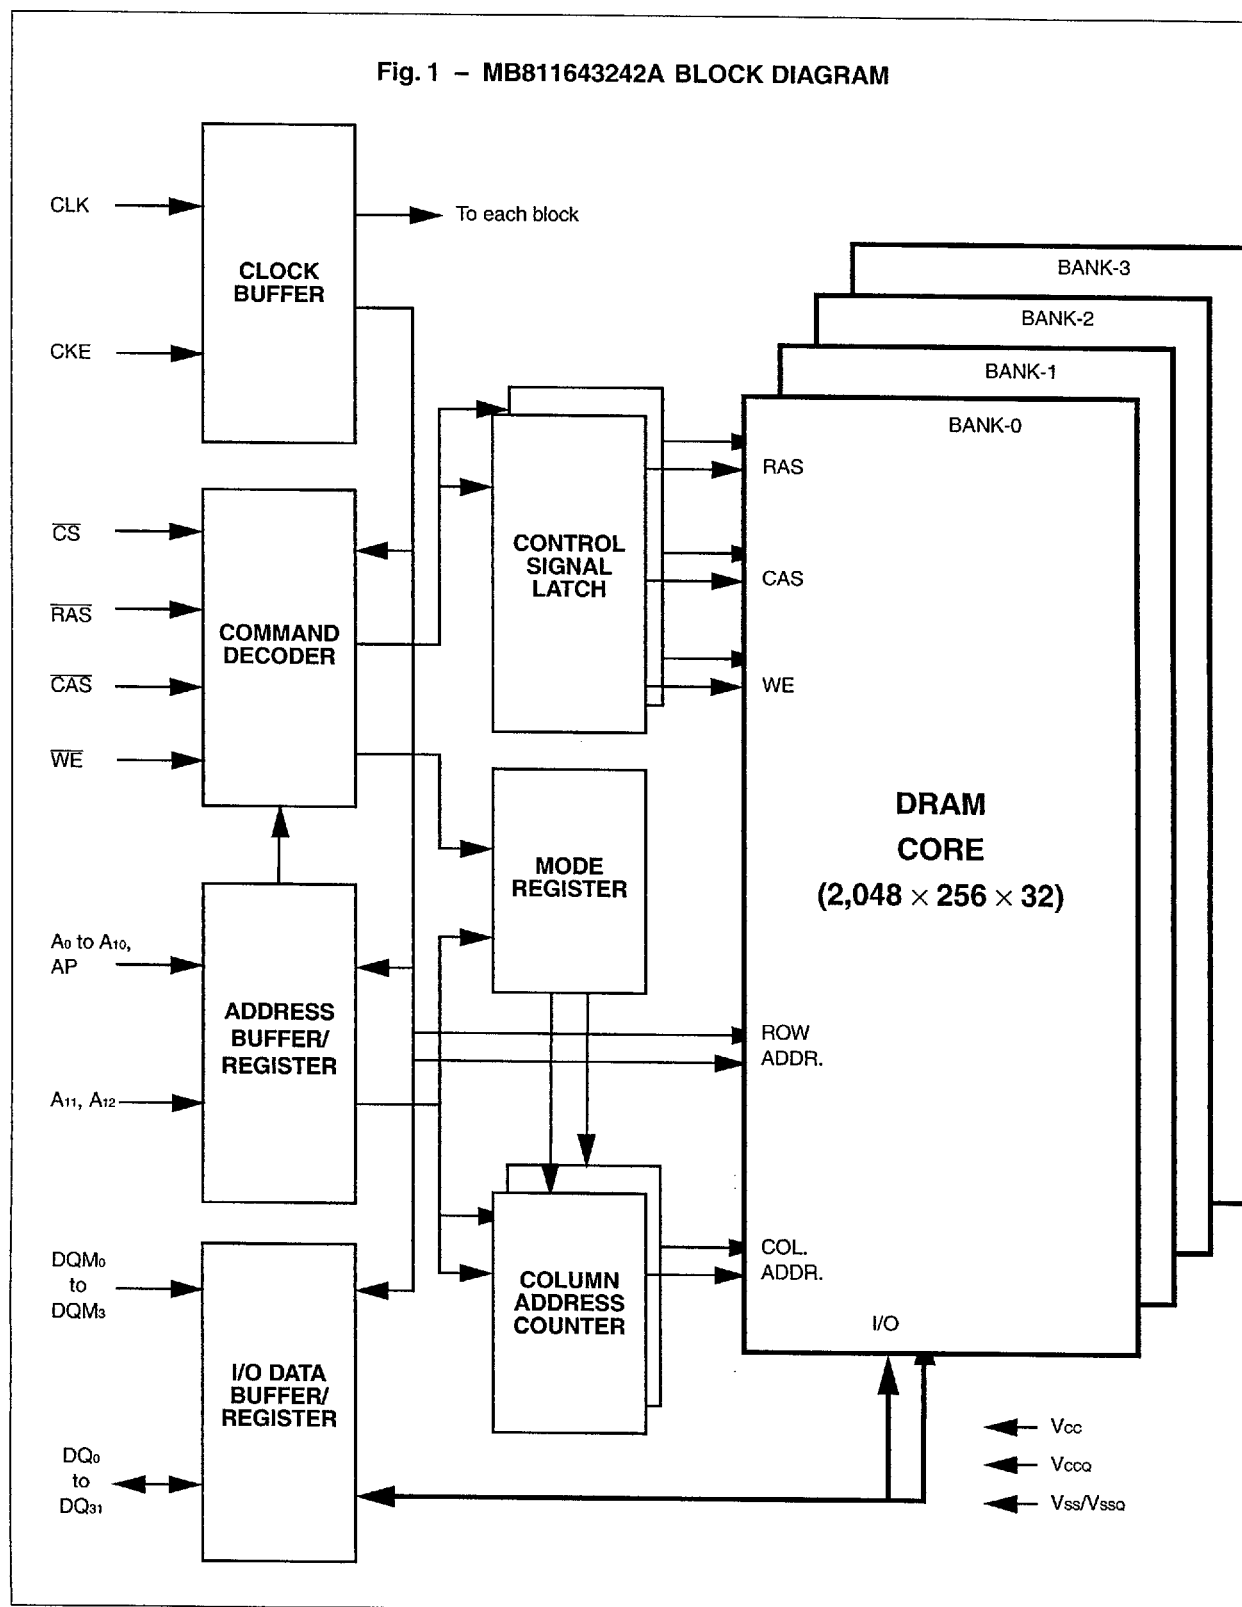 Fig. 1 – MB811643242A BLOCK DIAGRAM
CLK
CKE
CLOCK
BUFFER
To each block
BANK-3
BANK-2
BANK-1
BANK-0
CS
RAS
CAS
WE
COMMAND
DECODER
CONTROL
SIGNAL
LATCH
RAS
CAS
WE
DRAM
CORE
(2,048 × 256 × 32)
MODE
REGISTER
A0 to A10,
AP
A11, A12
ADDRESS
BUFFER/
REGISTER
ROW
ADDR.
COL.
ADDR.
I/O
COLUMN
ADDRESS
COUNTER
DQM0
to
DQM3
I/O DATA
BUFFER/
REGISTER
DQ0
to
DQ31
VCC
VCCQ
VSS/VSSQ